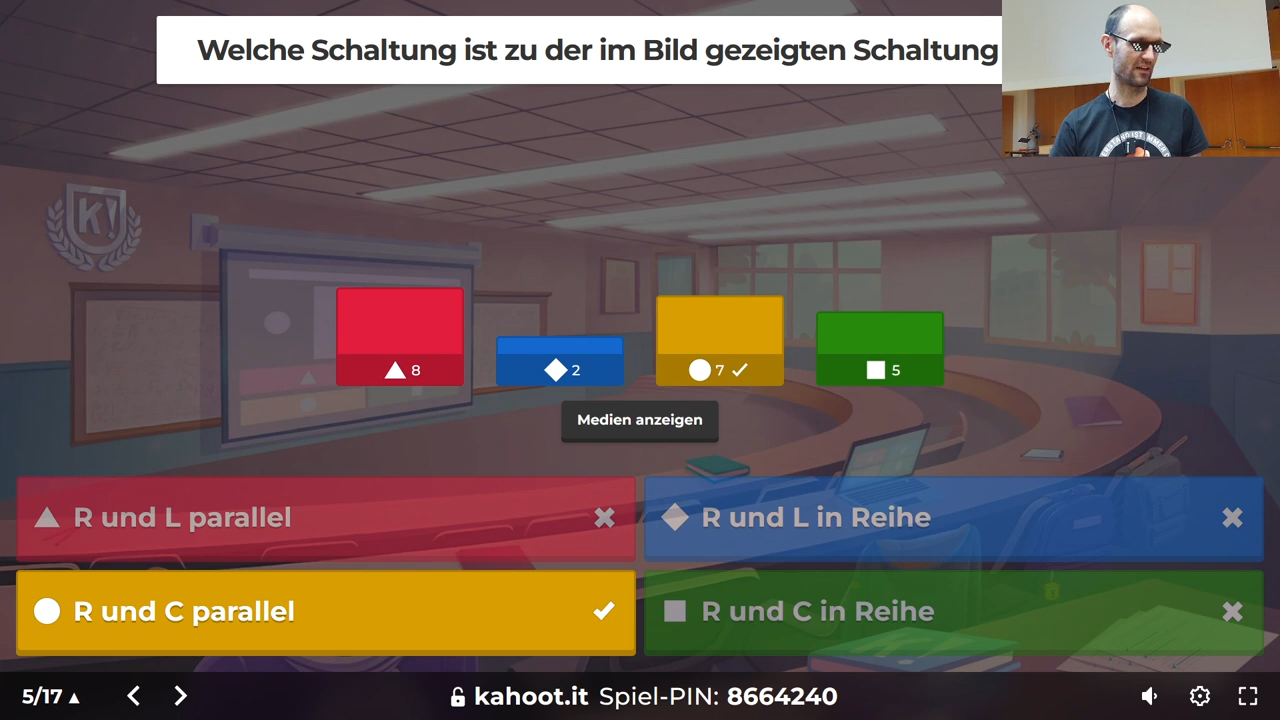 Welche Schaltung ist zu der im Bild gezeigten Schaltung
K!
8
2
7
5
Medien anzeigen
R und L parallel
R und L in Reihe
R und C parallel
R und C in Reihe
5/17
kahoot.it Spiel-PIN: 8664240